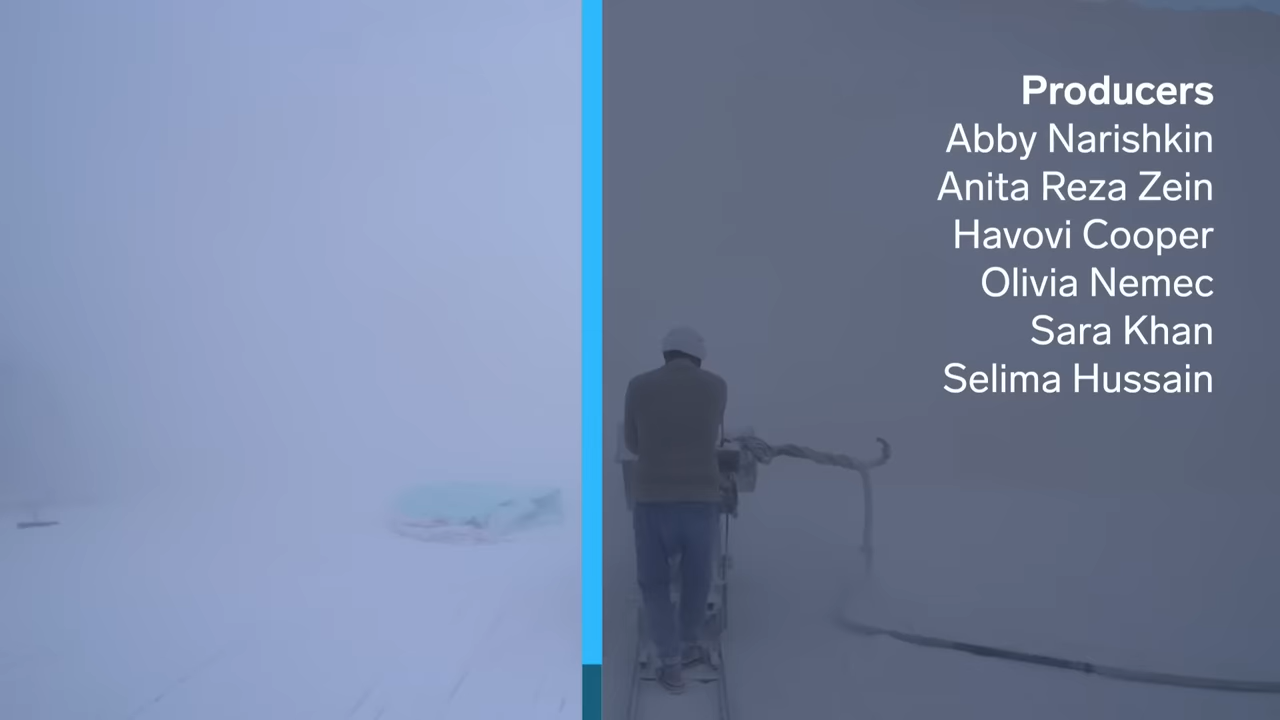 Producers
Abby Narishkin
Anita Reza Zein
Havovi Cooper
Olivia Nemec
Sara Khan
Selima Hussain